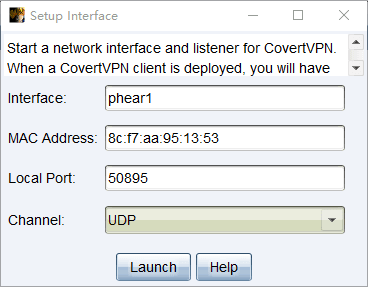 Setup Interface
Start a network interface and listener for CovertVPN.
When a CovertVPN client is deployed, you will have
Interface: phear1
MAC Address: 8c:f7:aa:95:13:53
Local Port: 50895
Channel: UDP
Launch Help